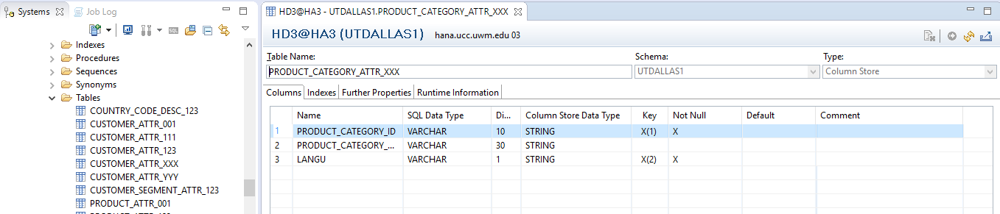 Systems
Job Log
SQL
Indexes
Procedures
Sequences
Synonyms
Tables
COUNTRY_CODE_DESC_123
CUSTOMER_ATTR_001
CUSTOMER_ATTR_111
CUSTOMER_ATTR_123
CUSTOMER_ATTR_XXX
CUSTOMER_ATTR_YYY
CUSTOMER_SEGMENT_ATTR_123
PRODUCT_ATTR_001
HD3@HA3 - UTDALLAS1.PRODUCT_CATEGORY_ATTR_XXX
HD3@HA3 (UTDALLAS1) hana.ucc.uwm.edu 03
Table Name: Schema: Type:
PRODUCT_CATEGORY_ATTR_XXX UTDALLAS1 Column Store
Columns Indexes Further Properties Runtime Information
Name SQL Data Type Di... Column Store Data Type Key Not Null Default Comment
1 PRODUCT_CATEGORY_ID VARCHAR 10 STRING X(1) X
2 PRODUCT_CATEGORY_... VARCHAR 30 STRING
3 LANGU VARCHAR 1 STRING X(2) X